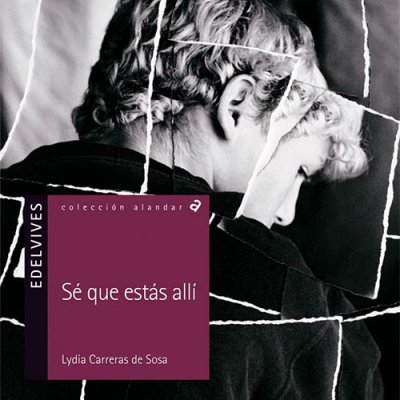 colección alandar a
EDELVIVES
Sé que estás allí
Lydia Carreras de Sosa